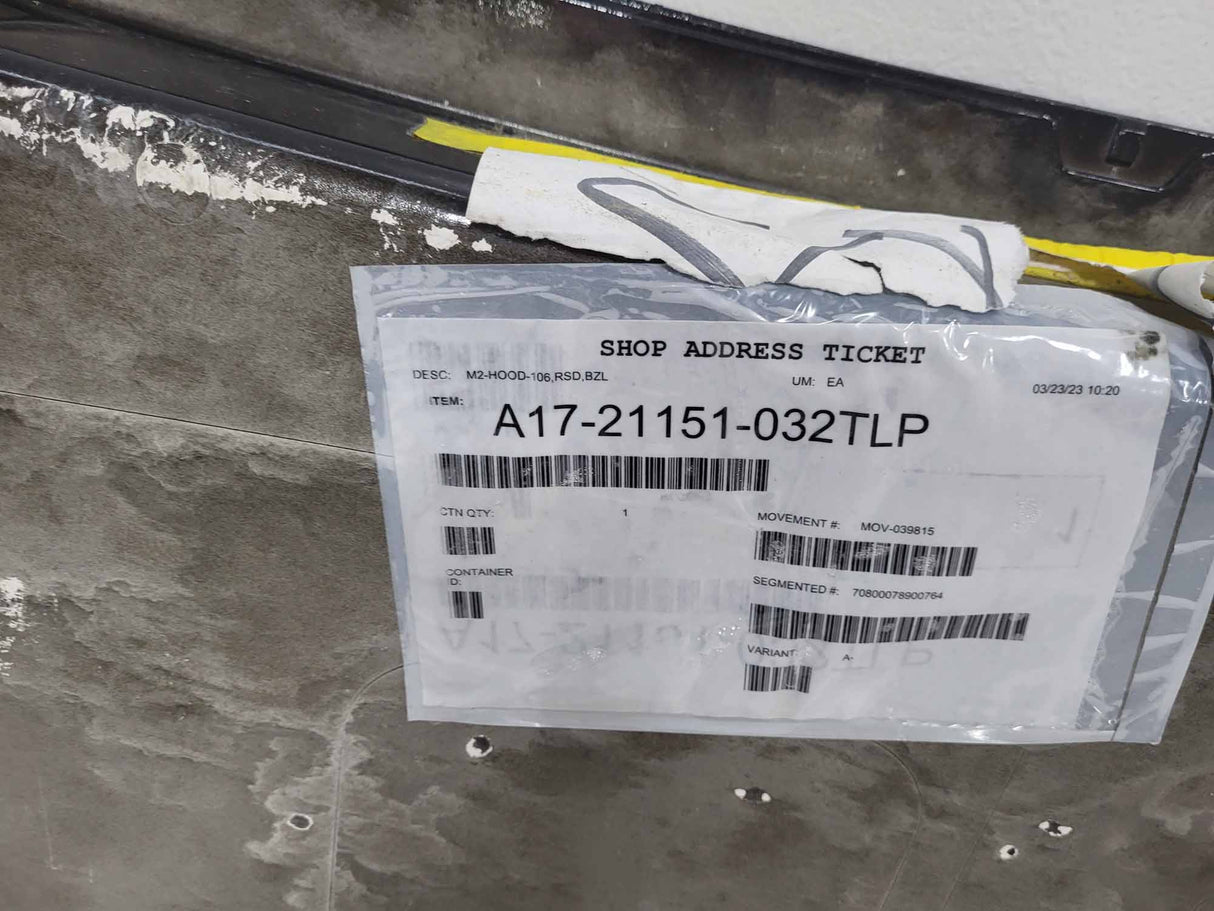 SHOP ADDRESS TICKET
DESC: M2-HOOD-106,RSD,BZL UM: EA 03/23/23 10:20
ITEM:
A17-21151-032TLP
CTN QTY: 1
MOVEMENT #: MOV-039815
CONTAINER
ID:
SEGMENTED #: 70800078900764
VARIANT: A-